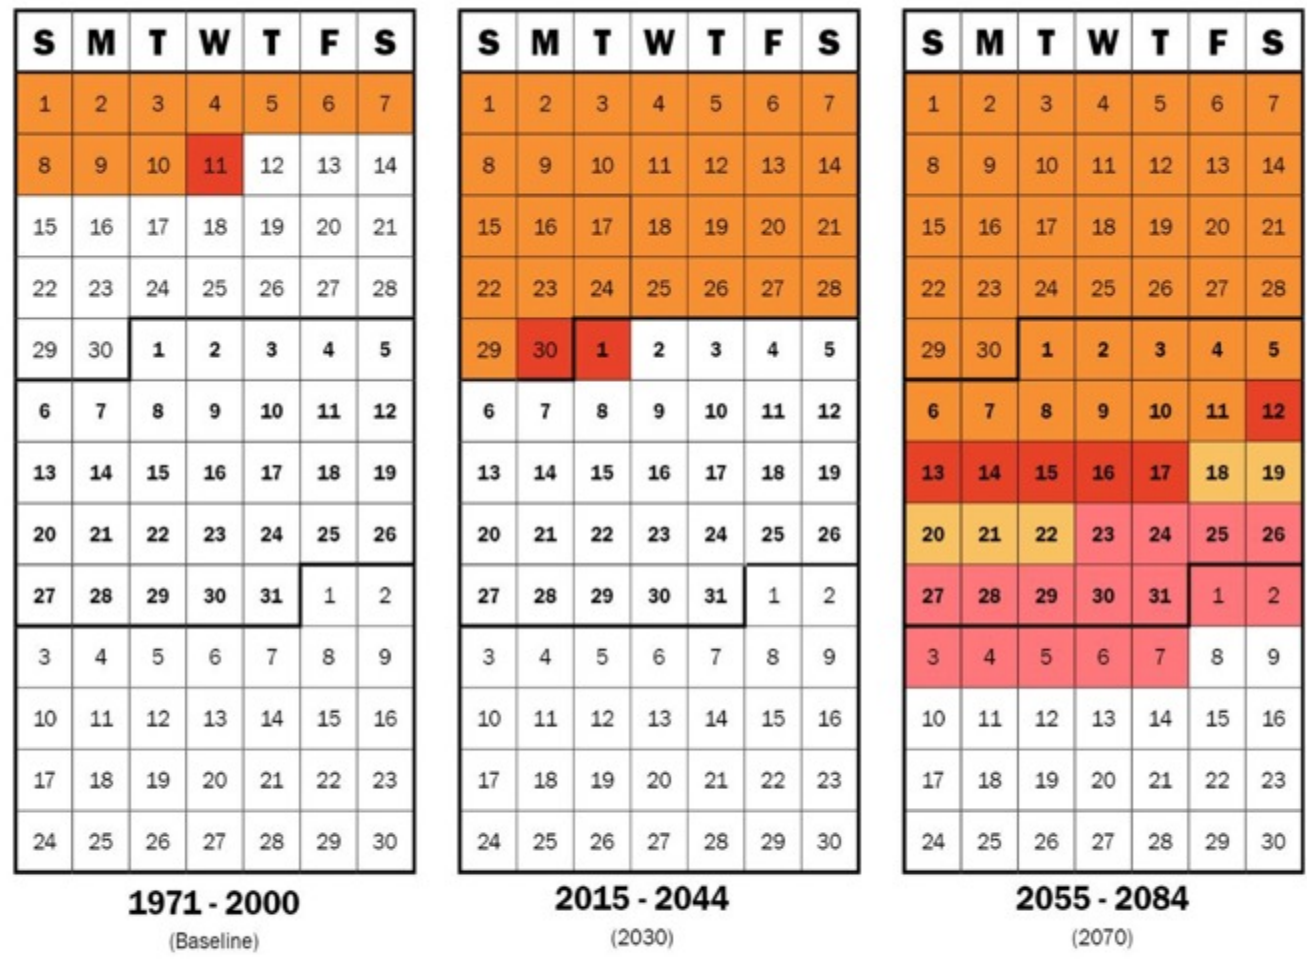 S M T W T F S
1 2 3 4 5 6 7
8 9 10 11 12 13 14
15 16 17 18 19 20 21
22 23 24 25 26 27 28
29 30 1 2 3 4 5
6 7 8 9 10 11 12
13 14 15 16 17 18 19
20 21 22 23 24 25 26
27 28 29 30 31 1 2
3 4 5 6 7 8 9
10 11 12 13 14 15 16
17 18 19 20 21 22 23
24 25 26 27 28 29 30
1971 - 2000
(Baseline)
S M T W T F S
1 2 3 4 5 6 7
8 9 10 11 12 13 14
15 16 17 18 19 20 21
22 23 24 25 26 27 28
29 30 1 2 3 4 5
6 7 8 9 10 11 12
13 14 15 16 17 18 19
20 21 22 23 24 25 26
27 28 29 30 31 1 2
3 4 5 6 7 8 9
10 11 12 13 14 15 16
17 18 19 20 21 22 23
24 25 26 27 28 29 30
2015 - 2044
(2030)
S M T W T F S
1 2 3 4 5 6 7
8 9 10 11 12 13 14
15 16 17 18 19 20 21
22 23 24 25 26 27 28
29 30 1 2 3 4 5
6 7 8 9 10 11 12
13 14 15 16 17 18 19
20 21 22 23 24 25 26
27 28 29 30 31 1 2
3 4 5 6 7 8 9
10 11 12 13 14 15 16
17 18 19 20 21 22 23
24 25 26 27 28 29 30
2055 - 2084
(2070)